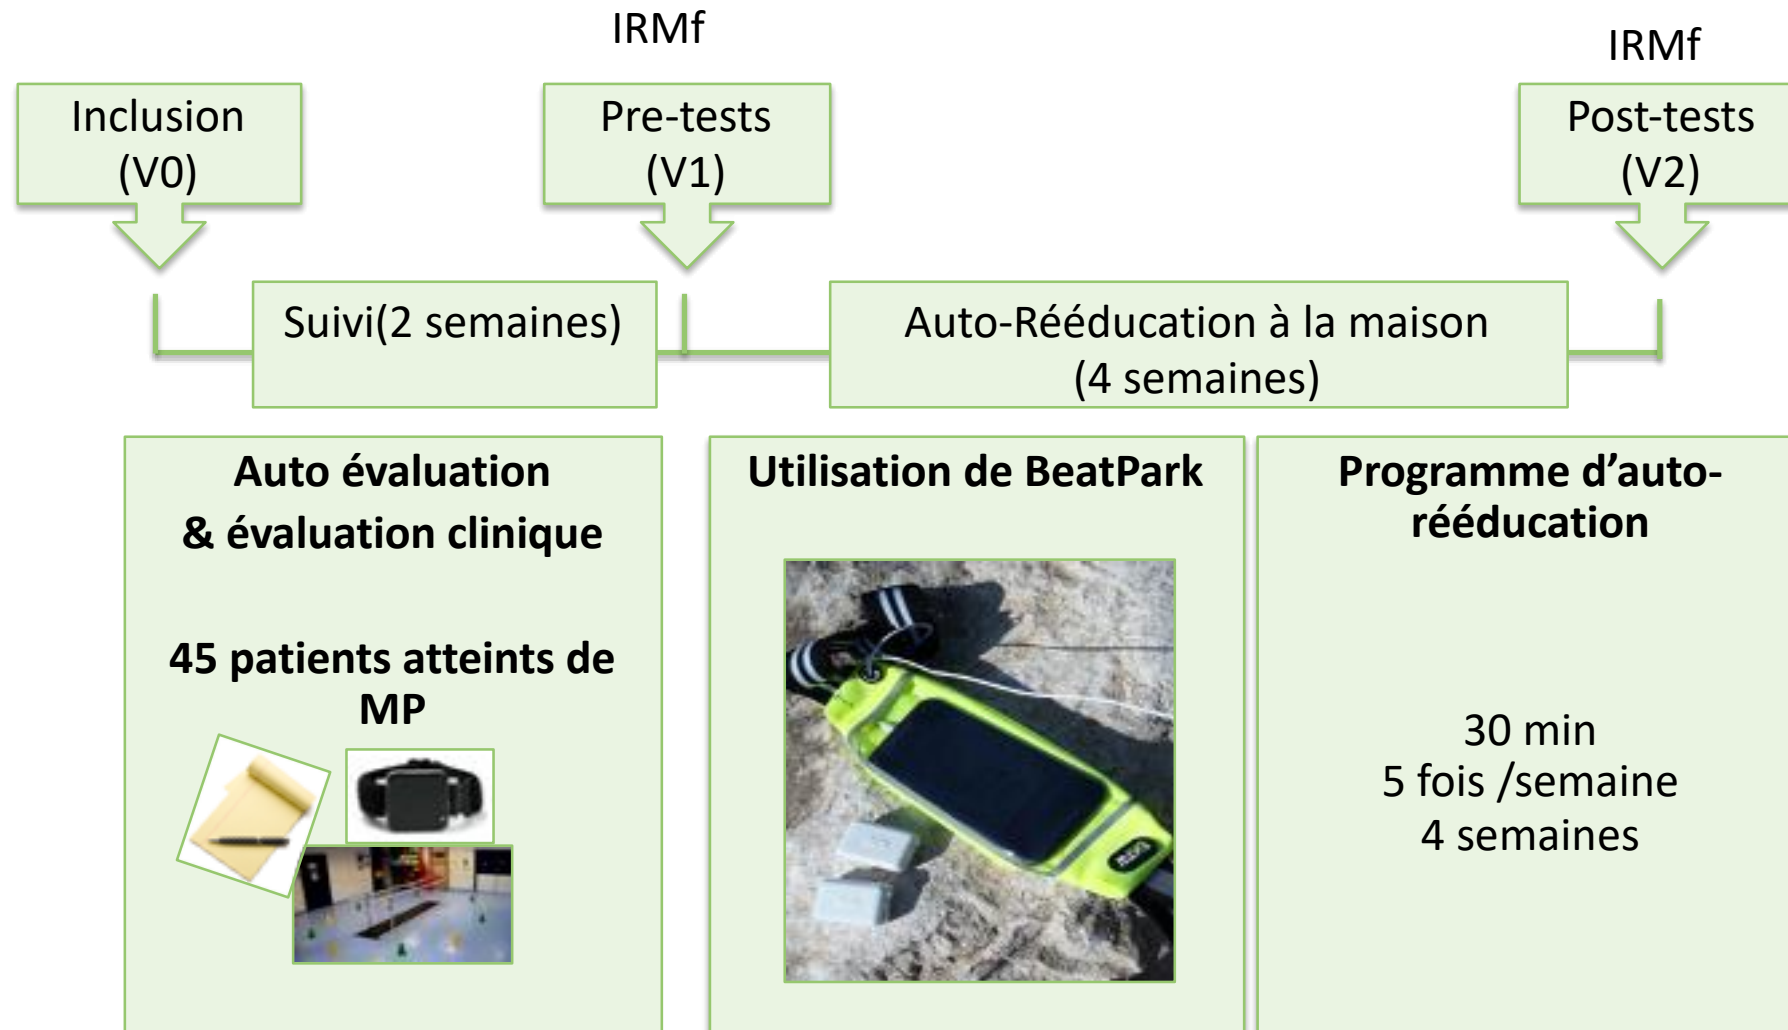 IRMf
IRMf
Inclusion
(V0)
Pre-tests
(V1)
Post-tests
(V2)
Suivi(2 semaines)
Auto-Rééducation à la maison
(4 semaines)
Auto évaluation
& évaluation clinique
45 patients atteints de
MP
Utilisation de BeatPark
Programme d’auto-
rééducation
30 min
5 fois /semaine
4 semaines